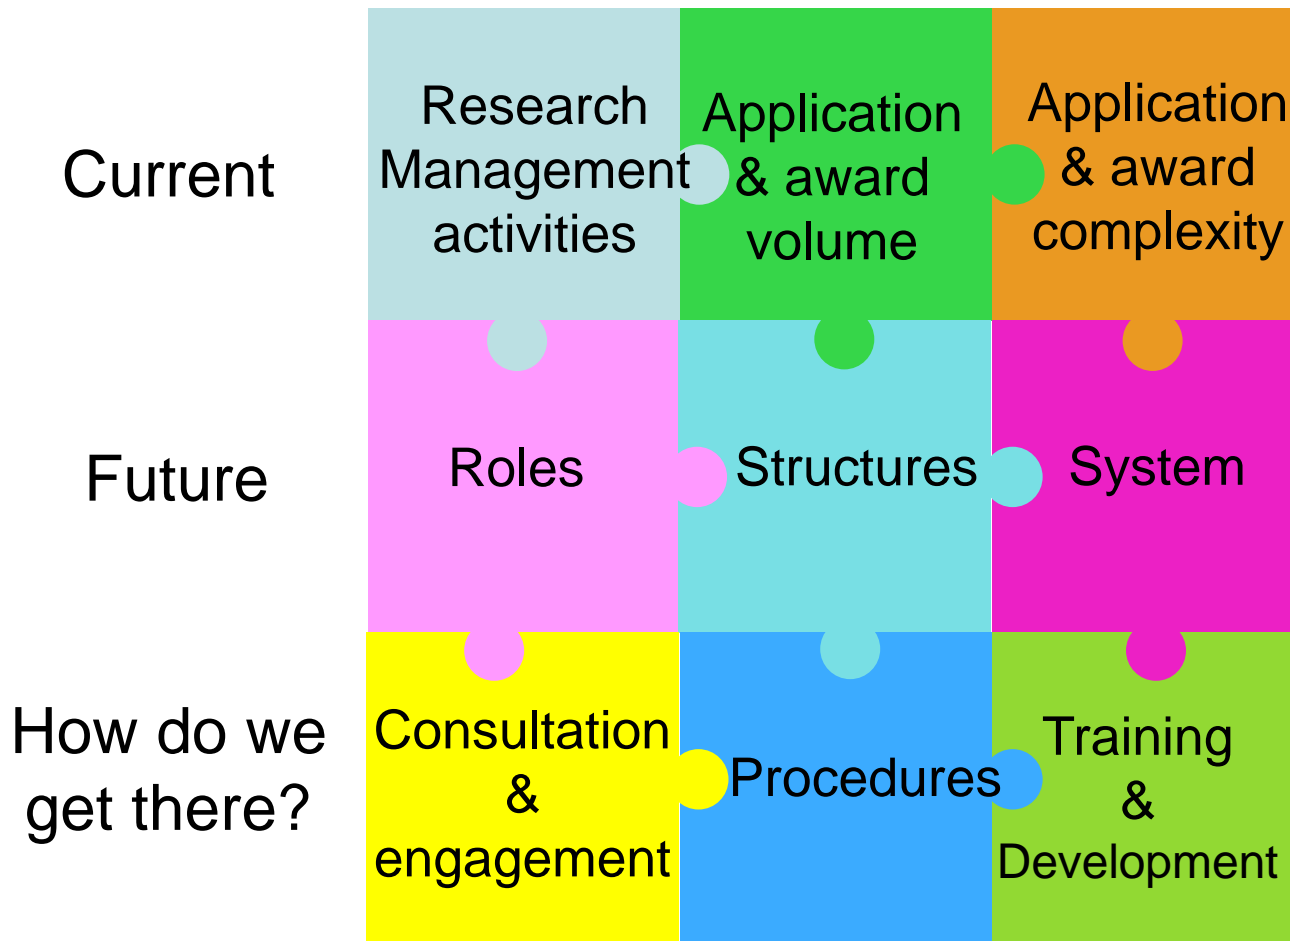 Current
Research
Management
activities
Application
& award
volume
Application
& award
complexity
Future
Roles
Structures
System
How do we
get there?
Consultation
&
engagement
Procedures
Training
&
Development